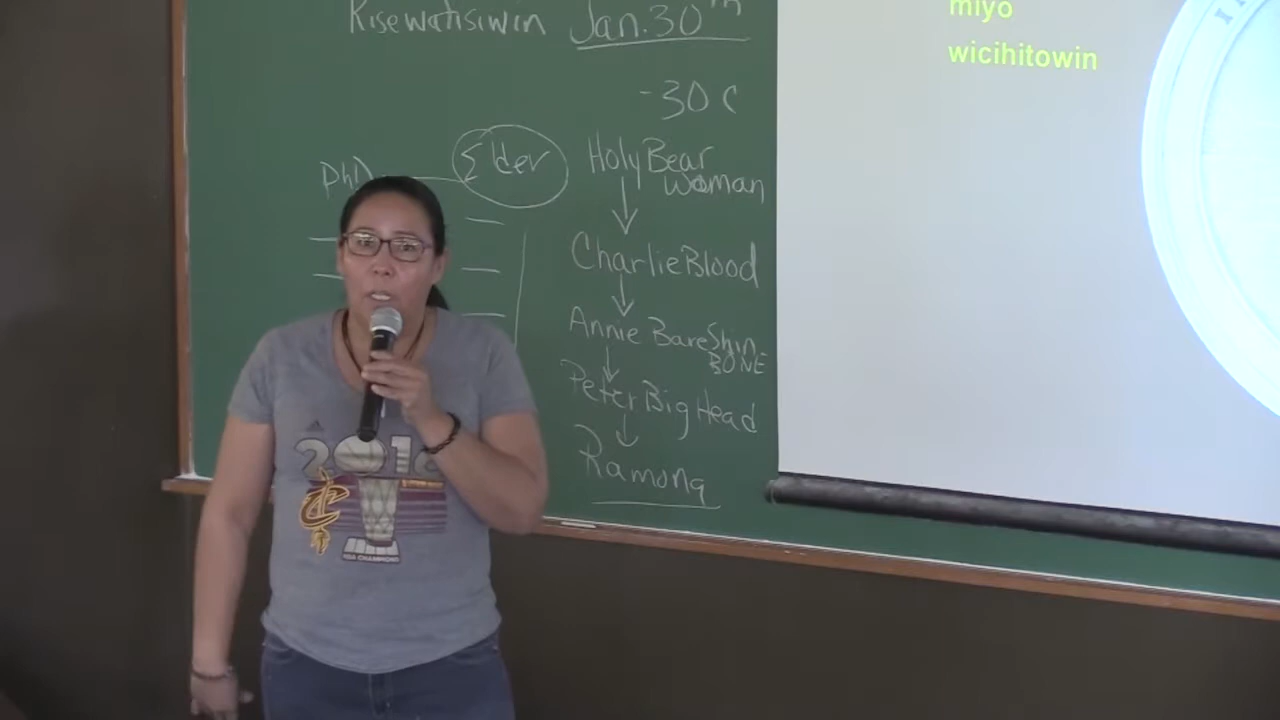 Kisewatisiwin Jan. 30th
-30 C
PhD Elder
Holy Bear
Woman
Charlie Blood
Annie Bare Shin
BONE
Peter Big Head
Ramona
miyo
wicihitowin
2016